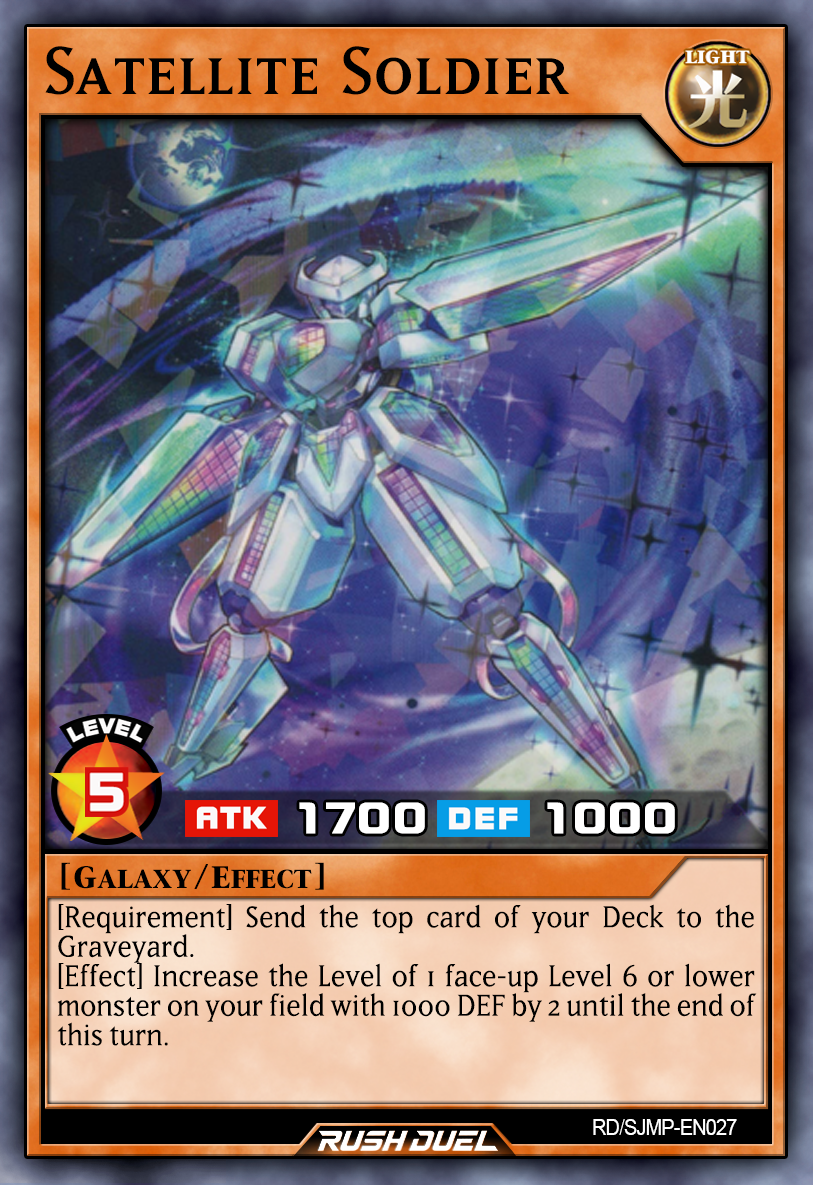 Satellite Soldier
LIGHT
光
LEVEL
5
ATK 1700 DEF 1000
[Galaxy/Effect]
[Requirement] Send the top card of your Deck to the
Graveyard.
[Effect] Increase the Level of 1 face-up Level 6 or lower
monster on your field with 1000 DEF by 2 until the end of
this turn.
RD/SJMP-EN027
RUSH DUEL